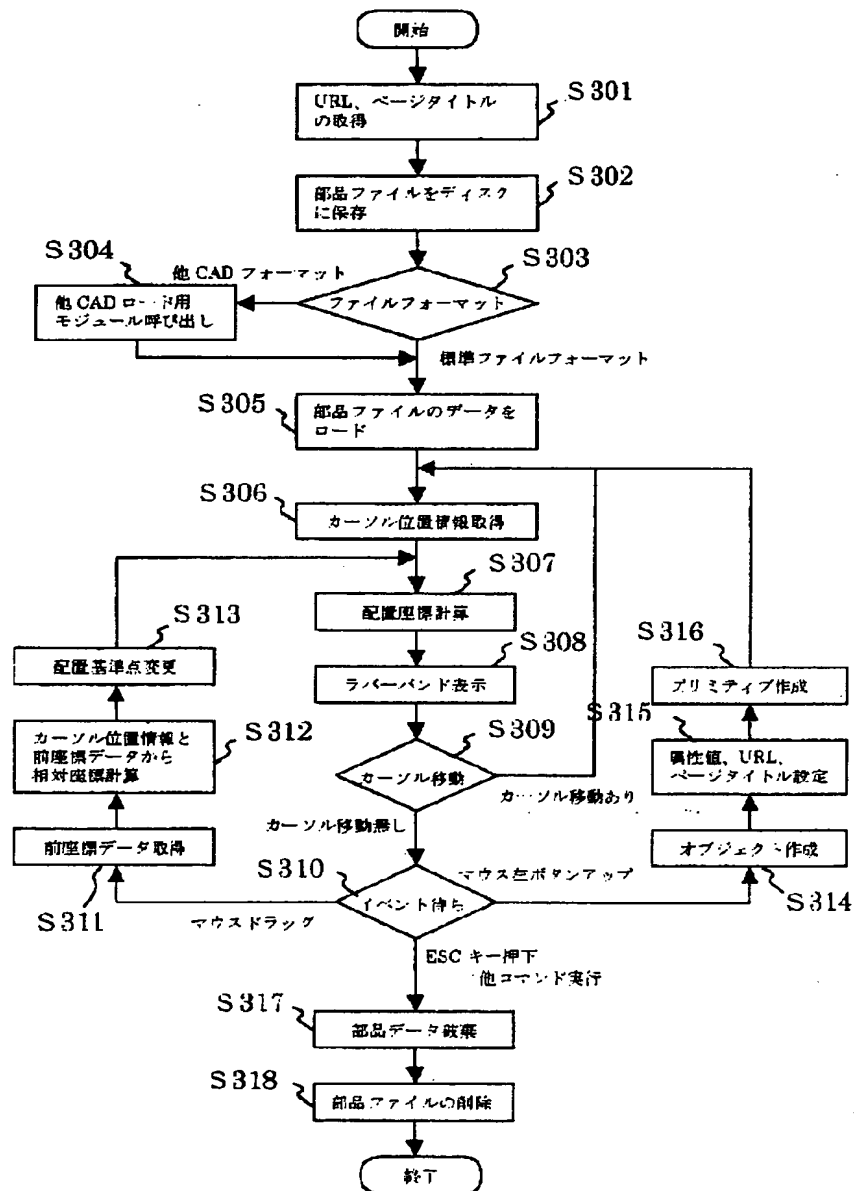 開始
URL、ページタイトル
の取得
S301
部品ファイルをディスク
に保存
S302
S303
ファイルフォーマット
他CADフォーマット
S304
他CADロード用
モジュール呼び出し
標準ファイルフォーマット
S305
部品ファイルのデータを
ロード
S306
カーソル位置情報取得
S307
配置座標計算
S308
ラバーバンド表示
S309
カーソル移動
カーソル移動あり
カーソル移動無し
S310
イベント待ち
マウスドラッグ
マウス左ボタンアップ
S311
前座標データ取得
S312
カーソル位置情報と
前座標データから
相対座標計算
S313
配置基準点変更
S314
オブジェクト作成
S315
属性値、URL、
ページタイトル設定
S316
プリミティブ作成
ESCキー押下
他コマンド実行
S317
部品データ破棄
S318
部品ファイルの削除
終了